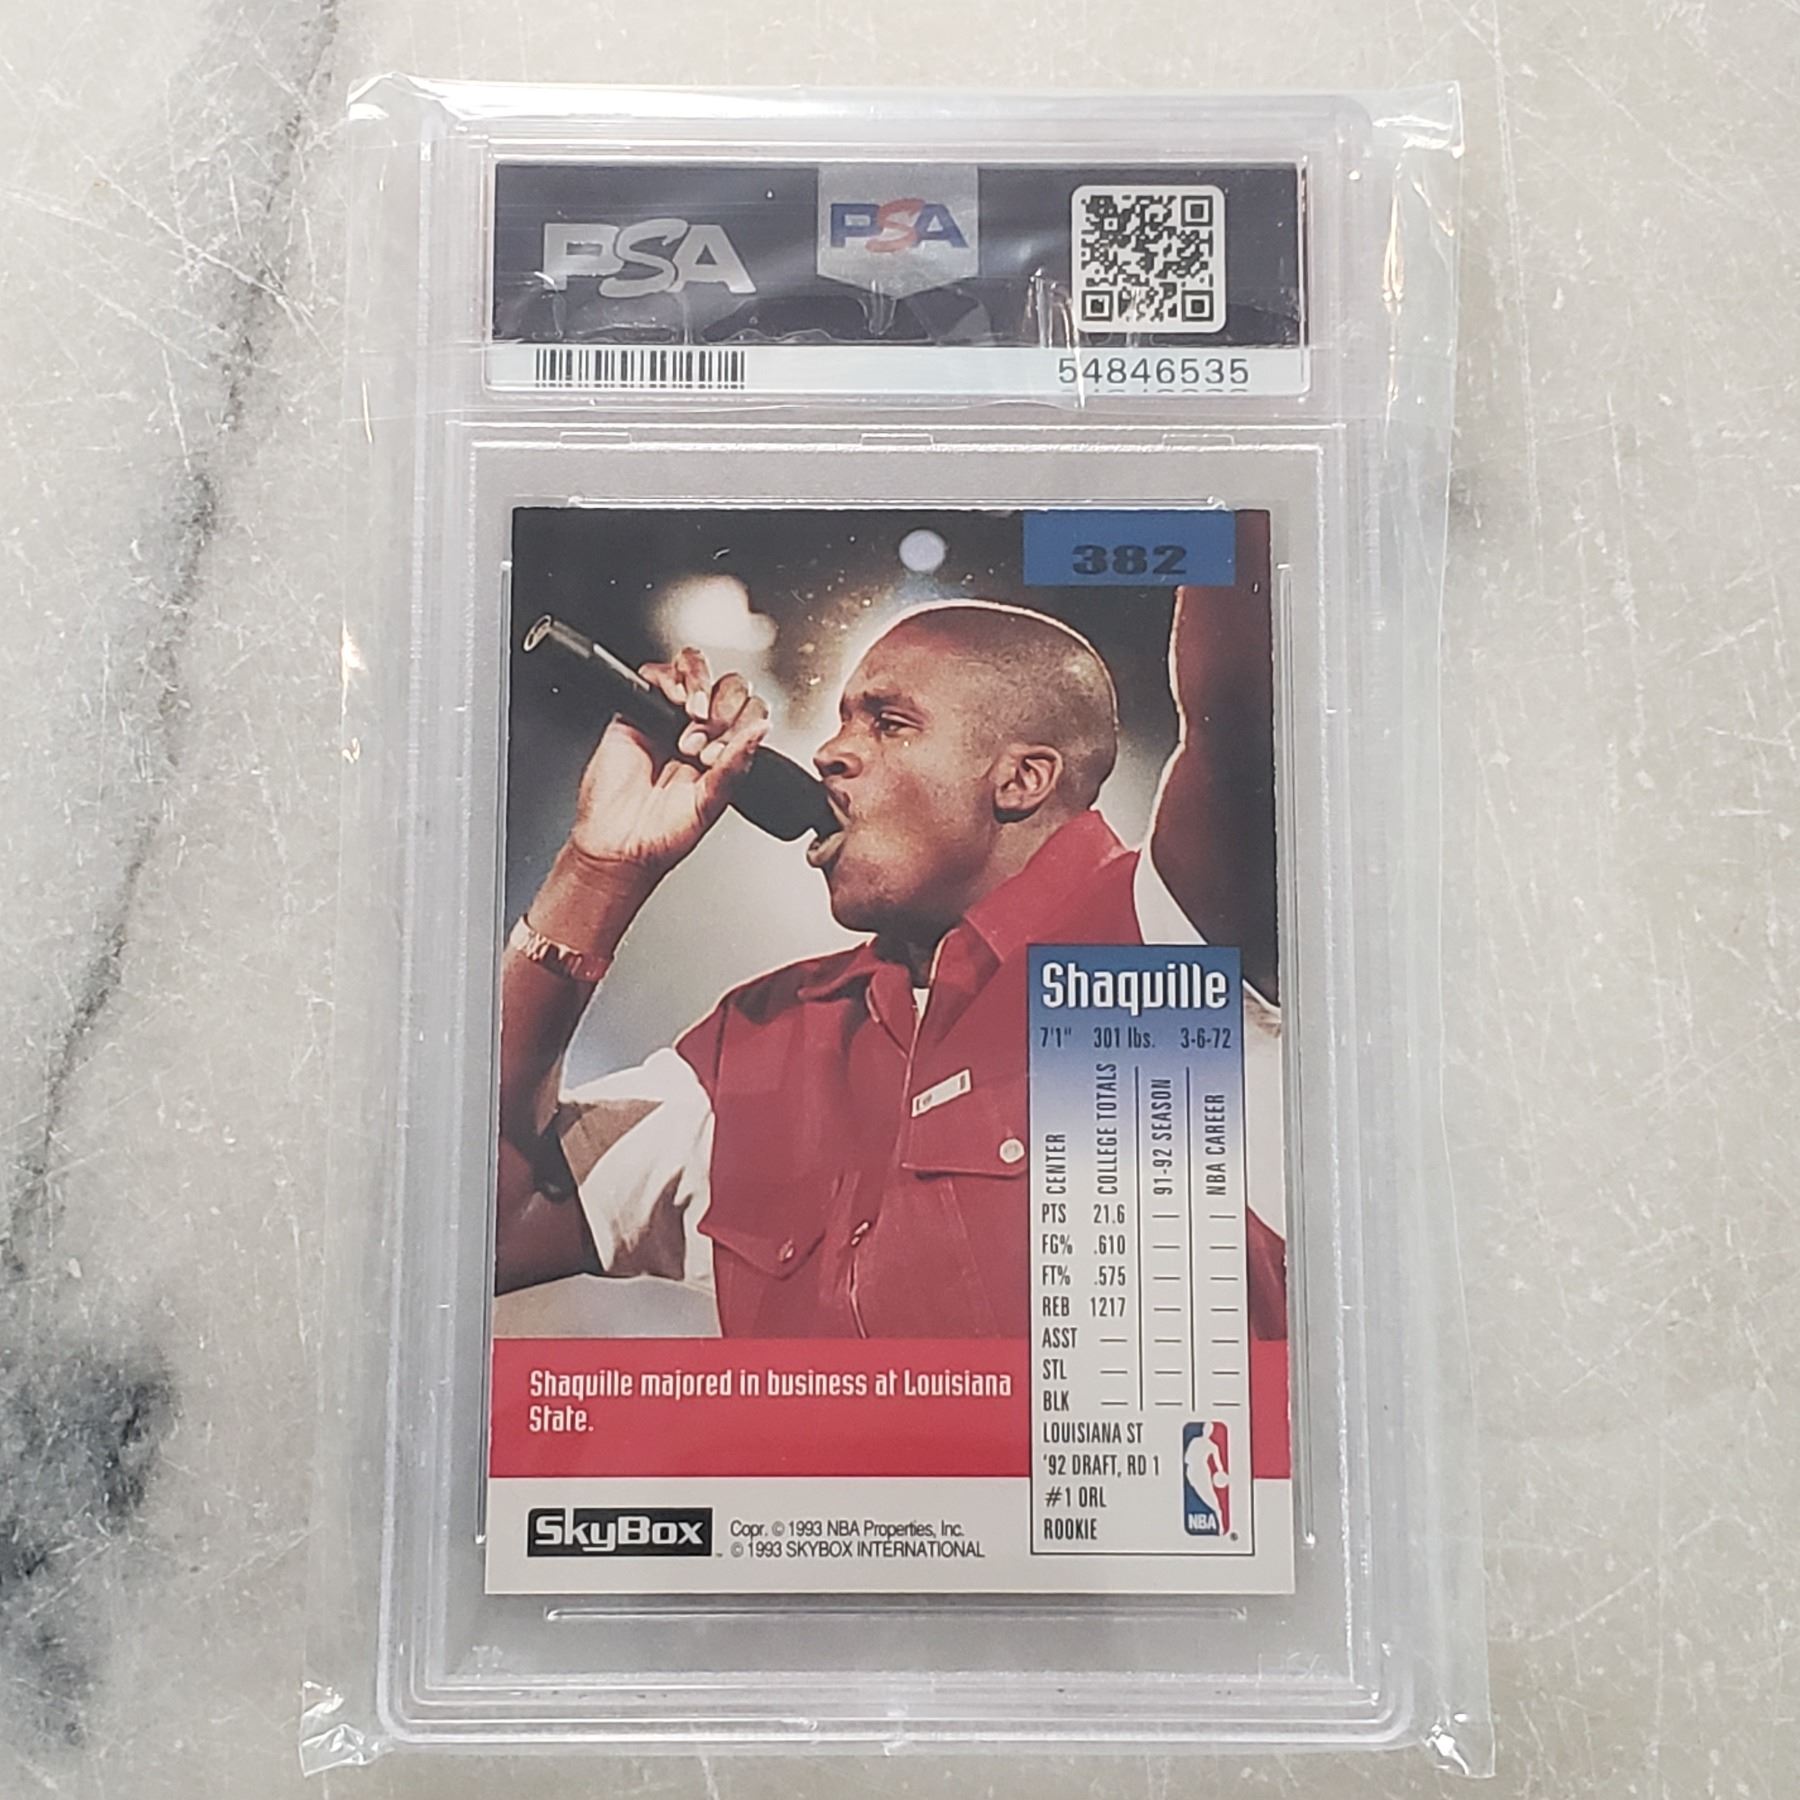 PSA
PSA
54846535
382
Shaquille
7'1" 301 lbs. 3-6-72
CENTER COLLEGE TOTALS 91-92 SEASON NBA CAREER
PTS 21.6 — —
FG% .610 — —
FT% .575 — —
REB 1217 — —
ASST — — —
STL — — —
BLK — — —
LOUISIANA ST
'92 DRAFT, RD 1
#1 ORL
ROOKIE
NBA ®
Shaquille majored in business at Louisiana
State.
SkyBox ™ Copr. © 1993 NBA Properties, Inc.
© 1993 SKYBOX INTERNATIONAL